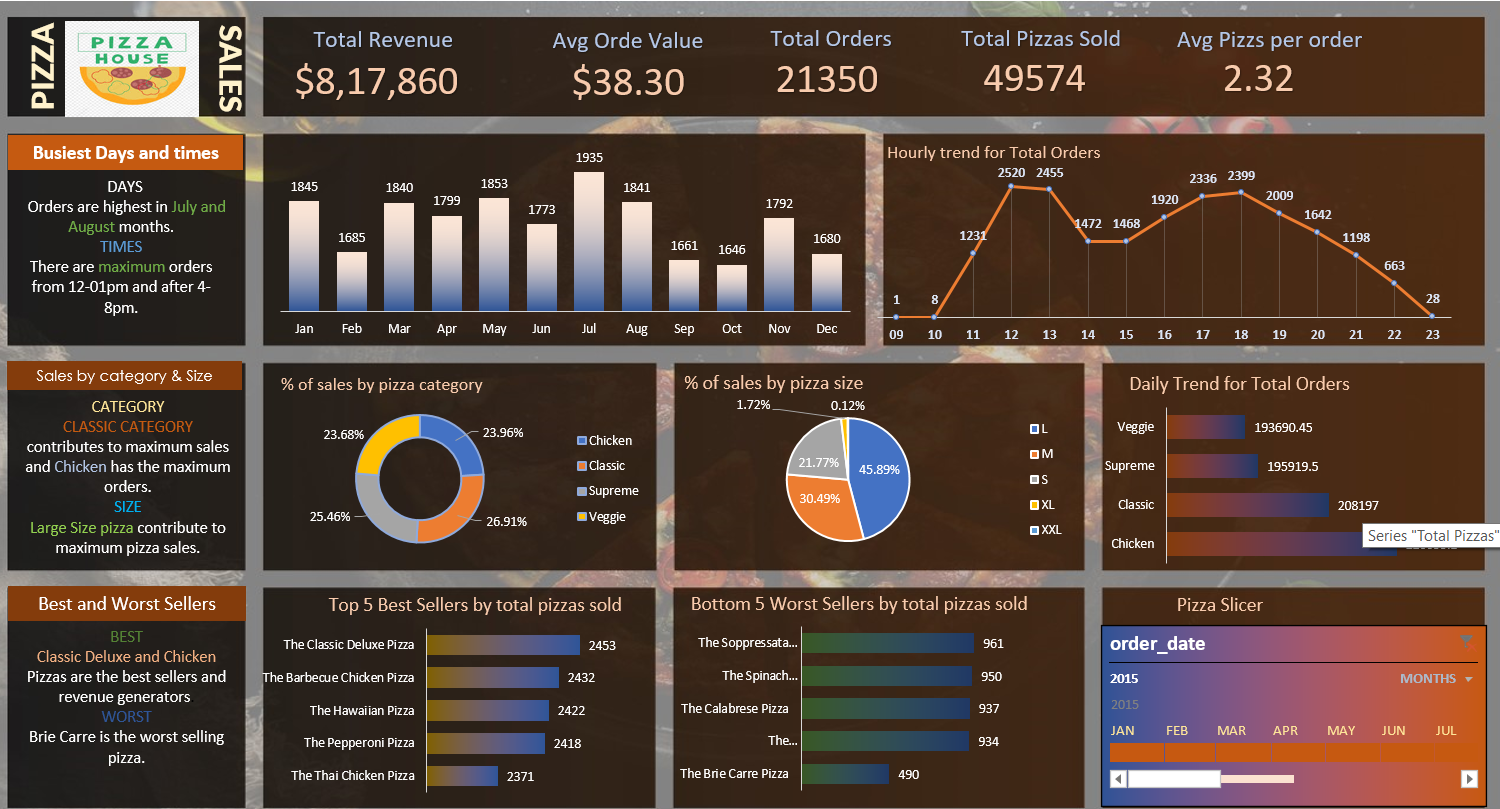 PIZZA
PIZZA
HOUSE
SALES
Total Revenue
$8,17,860
Avg Orde Value
$38.30
Total Orders
21350
Total Pizzas Sold
49574
Avg Pizzs per order
2.32
Busiest Days and times
DAYS
Orders are highest in July and
August months.
TIMES
There are maximum orders
from 12-01pm and after 4-
8pm.
1845
1685
1840
1799
1853
1773
1935
1841
1661
1646
1792
1680
Jan Feb Mar Apr May Jun Jul Aug Sep Oct Nov Dec
Hourly trend for Total Orders
1
8
1231
2520
2455
1472
1468
1920
2336
2399
2009
1642
1198
663
28
09 10 11 12 13 14 15 16 17 18 19 20 21 22 23
Sales by category & Size
CATEGORY
CLASSIC CATEGORY
contributes to maximum sales
and Chicken has the maximum
orders.
SIZE
Large Size pizza contribute to
maximum pizza sales.
% of sales by pizza category
23.68%
23.96%
25.46%
26.91%
Chicken
Classic
Supreme
Veggie
% of sales by pizza size
1.72%
0.12%
21.77%
45.89%
30.49%
L
M
S
XL
XXL
Daily Trend for Total Orders
Veggie 193690.45
Supreme 195919.5
Classic 208197
Chicken
Series "Total Pizzas"
Best and Worst Sellers
BEST
Classic Deluxe and Chicken
Pizzas are the best sellers and
revenue generators
WORST
Brie Carre is the worst selling
pizza.
Top 5 Best Sellers by total pizzas sold
The Classic Deluxe Pizza 2453
The Barbecue Chicken Pizza 2432
The Hawaiian Pizza 2422
The Pepperoni Pizza 2418
The Thai Chicken Pizza 2371
Bottom 5 Worst Sellers by total pizzas sold
The Soppressata... 961
The Spinach... 950
The Calabrese Pizza 937
The... 934
The Brie Carre Pizza 490
Pizza Slicer
order_date
2015 MONTHS
2015
JAN FEB MAR APR MAY JUN JUL